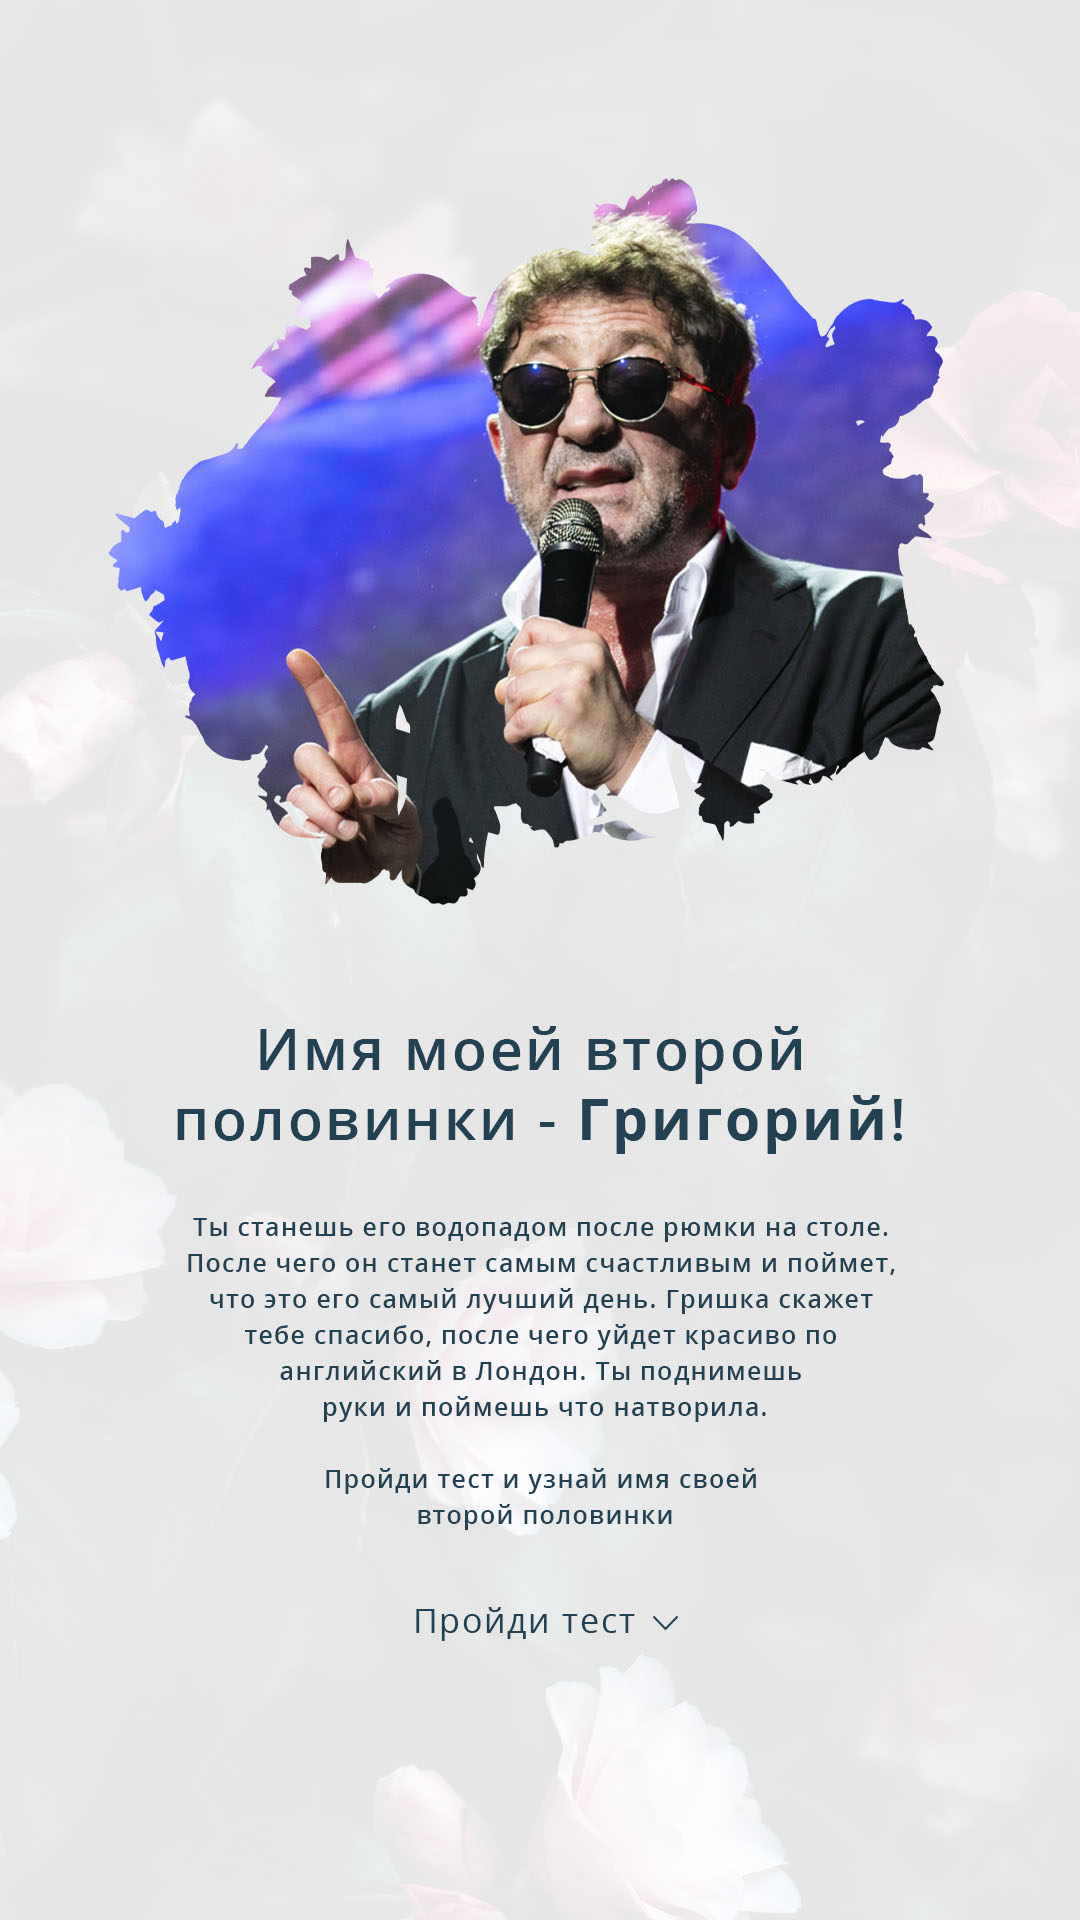 Имя моей второй
половинки - Григорий!
Ты станешь его водопадом после рюмки на столе.
После чего он станет самым счастливым и поймет,
что это его самый лучший день. Гришка скажет
тебе спасибо, после чего уйдет красиво по
английский в Лондон. Ты поднимешь
руки и поймешь что натворила.
Пройди тест и узнай имя своей
второй половинки
Пройди тест